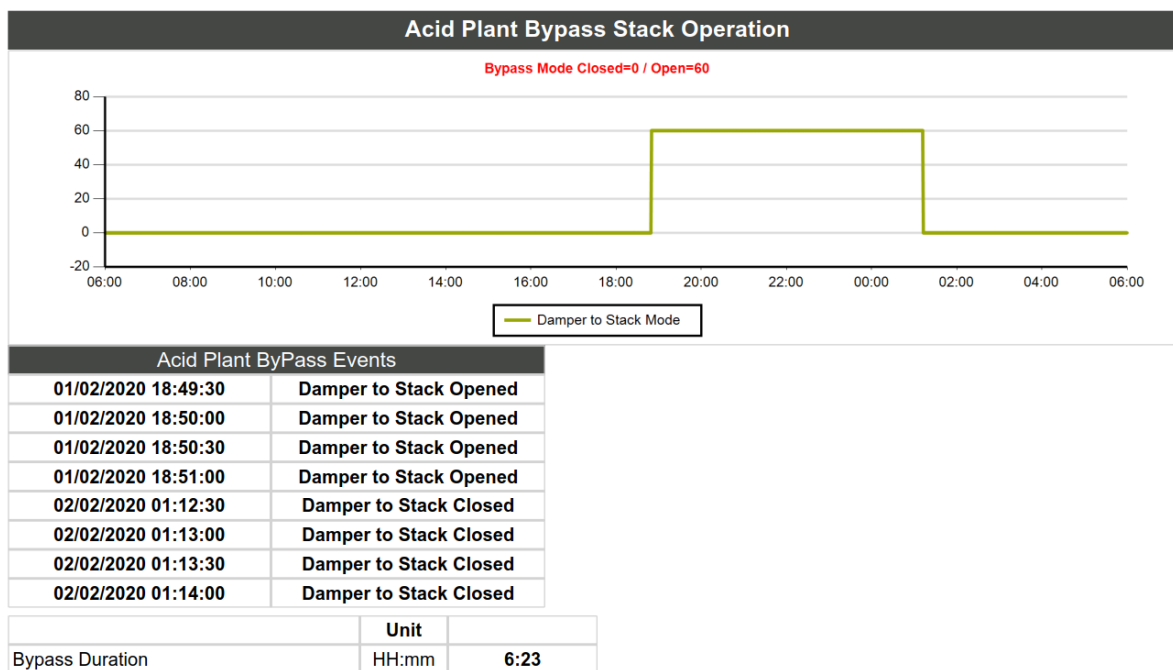 Acid Plant Bypass Stack Operation
Bypass Mode Closed=0 / Open=60
80
60
40
20
0
-20
06:00 08:00 10:00 12:00 14:00 16:00 18:00 20:00 22:00 00:00 02:00 04:00 06:00
Damper to Stack Mode
Acid Plant ByPass Events
01/02/2020 18:49:30 Damper to Stack Opened
01/02/2020 18:50:00 Damper to Stack Opened
01/02/2020 18:50:30 Damper to Stack Opened
01/02/2020 18:51:00 Damper to Stack Opened
02/02/2020 01:12:30 Damper to Stack Closed
02/02/2020 01:13:00 Damper to Stack Closed
02/02/2020 01:13:30 Damper to Stack Closed
02/02/2020 01:14:00 Damper to Stack Closed
Unit
Bypass Duration HH:mm 6:23